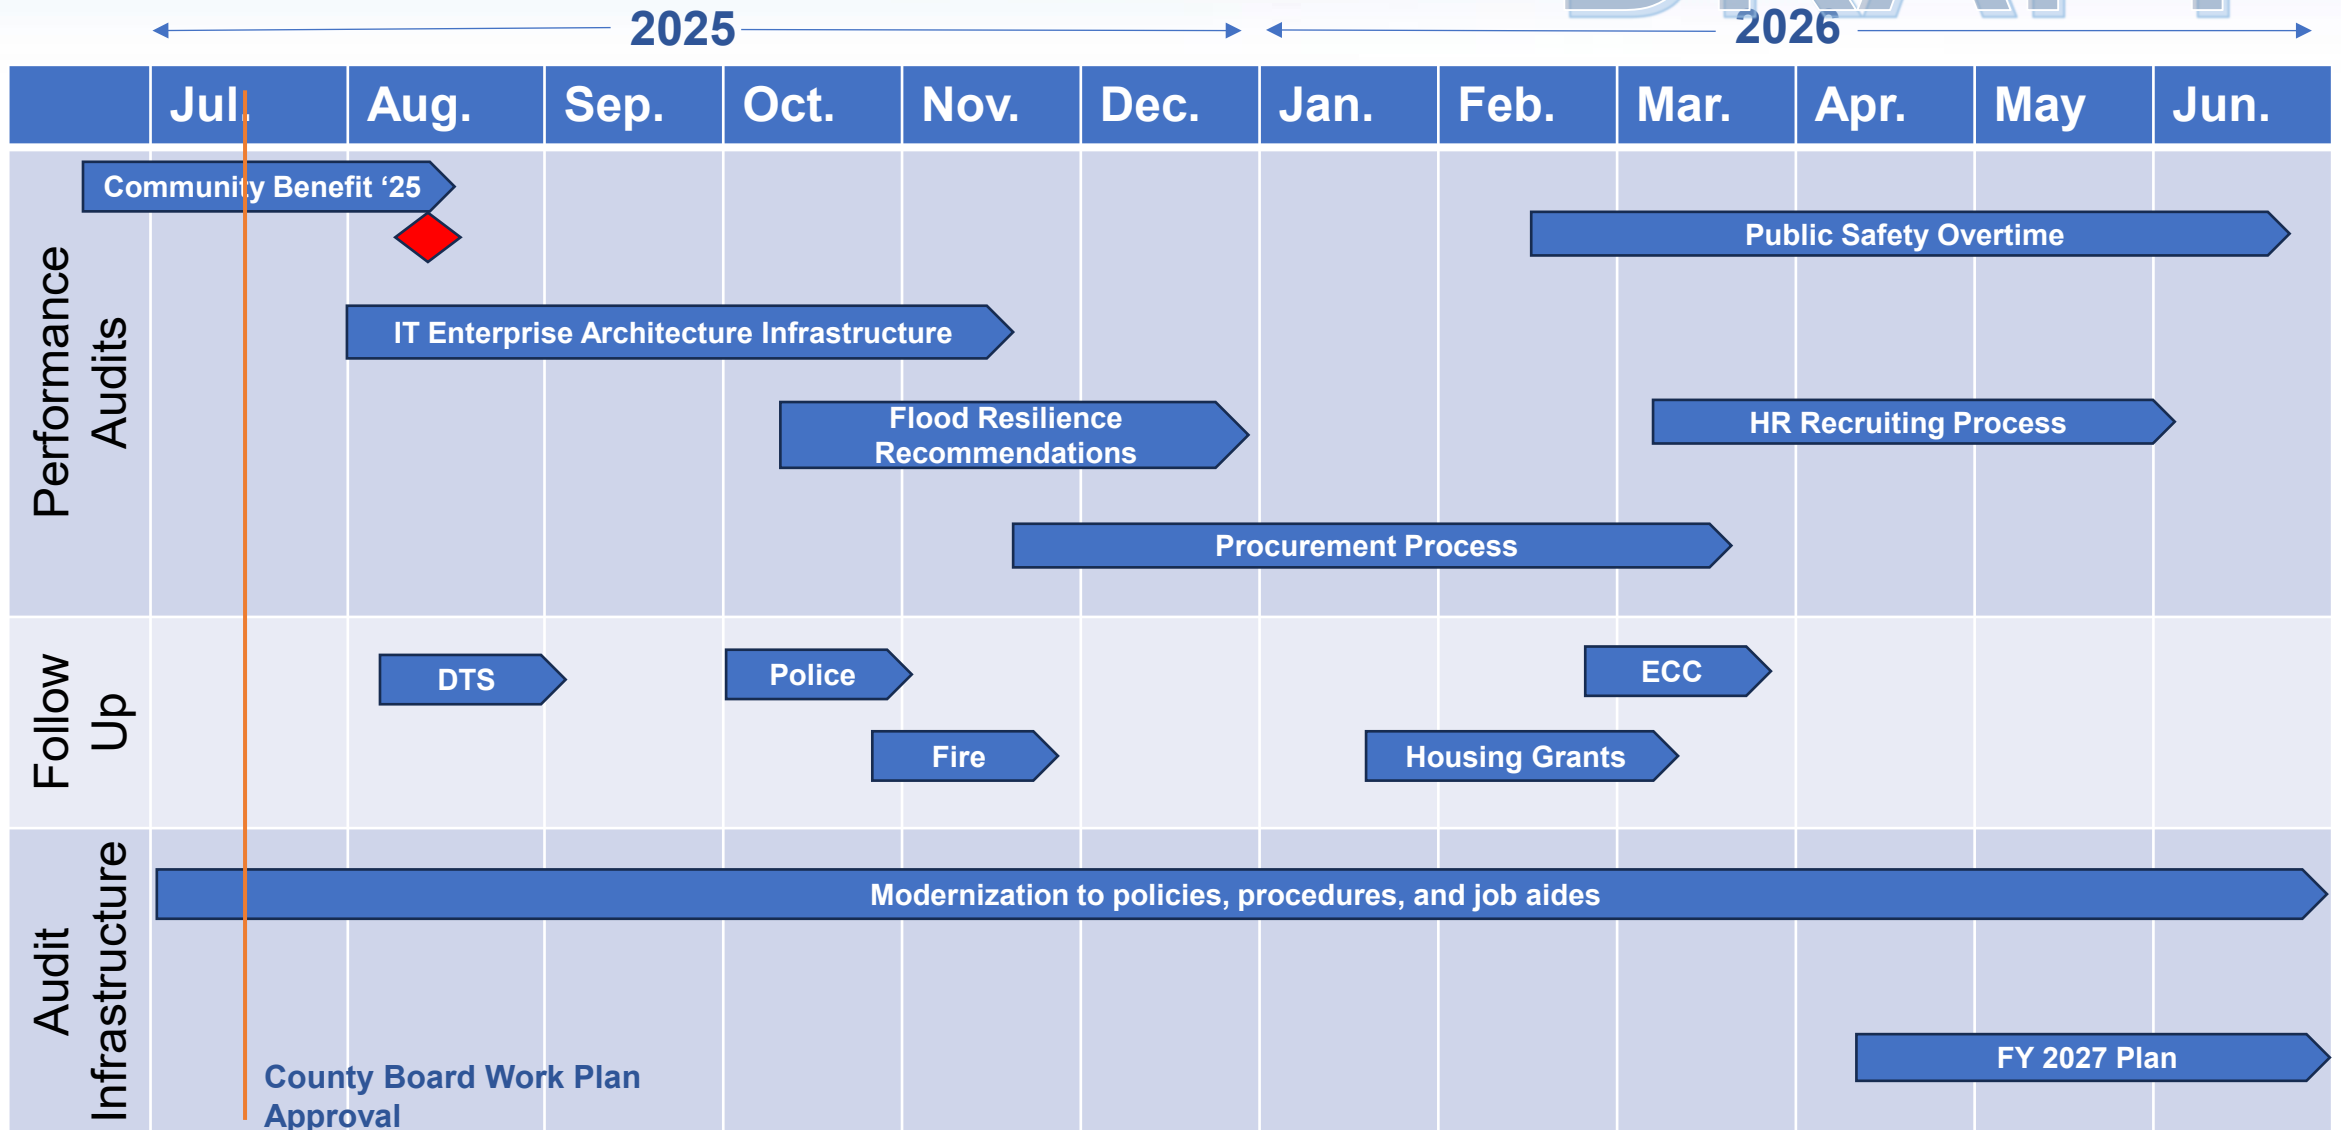 DRAFT
2025
2026
Jul.
Aug.
Sep.
Oct.
Nov.
Dec.
Jan.
Feb.
Mar.
Apr.
May
Jun.
Performance
Audits
Community Benefit ‘25
Public Safety Overtime
IT Enterprise Architecture Infrastructure
Flood Resilience
Recommendations
HR Recruiting Process
Procurement Process
Follow
Up
DTS
Police
ECC
Fire
Housing Grants
Audit
Infrastructure
Modernization to policies, procedures, and job aides
FY 2027 Plan
County Board Work Plan
Approval